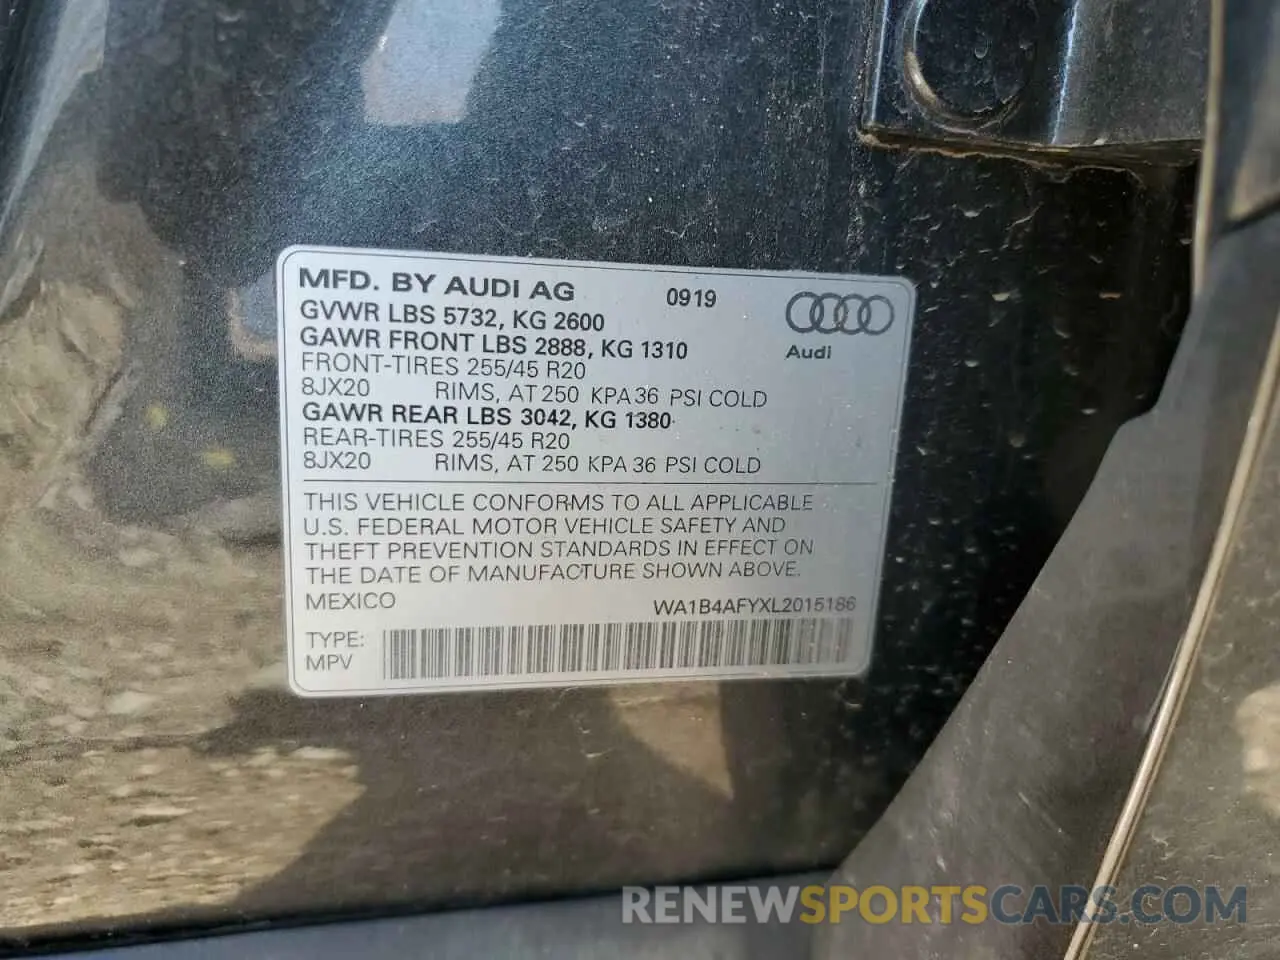 MFD. BY AUDI AG 0919
GVWR LBS 5732, KG 2600
GAWR FRONT LBS 2888, KG 1310
Audi
FRONT-TIRES 255/45 R20
8JX20 RIMS, AT 250 KPA 36 PSI COLD
GAWR REAR LBS 3042, KG 1380
REAR-TIRES 255/45 R20
8JX20 RIMS, AT 250 KPA 36 PSI COLD
THIS VEHICLE CONFORMS TO ALL APPLICABLE
U.S. FEDERAL MOTOR VEHICLE SAFETY AND
THEFT PREVENTION STANDARDS IN EFFECT ON
THE DATE OF MANUFACTURE SHOWN ABOVE.
MEXICO WA1B4AFYXL2015186
TYPE:
MPV
RENEWSPORTSCARS.COM